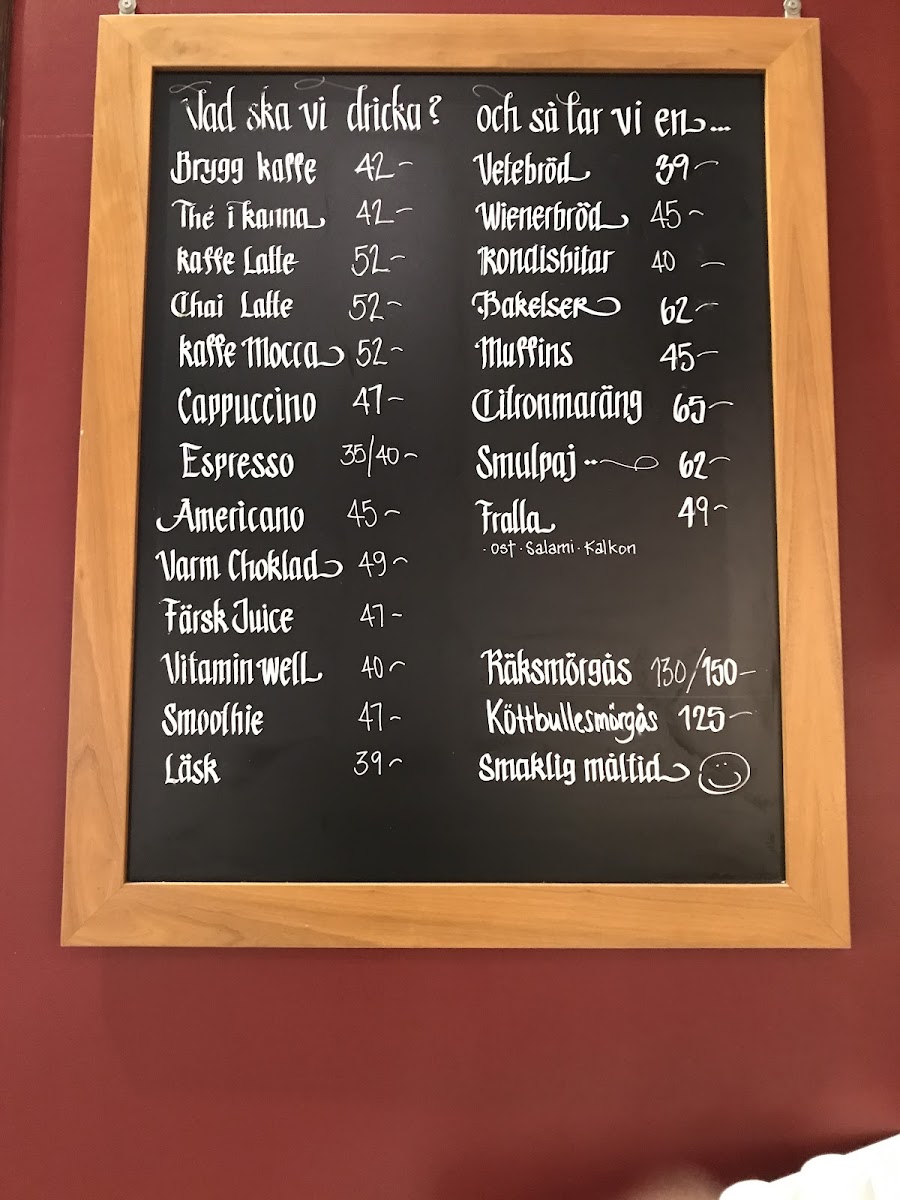 Vad ska vi dricka?
Brygg kaffe 42-
Thé i kanna 42-
kaffe Latte 52-
Chai Latte 52-
kaffe Mocca 52-
Cappuccino 47-
Espresso 35/40-
Americano 45-
Varm Choklad 49-
Färsk Juice 47-
Vitamin well 40-
Smoothie 47-
Läsk 39-
och så tar vi en...
Vetebröd 39-
Wienerbröd 45-
Kondisbitar 40 -
Bakelser 62-
Muffins 45-
Citronmaräng 65-
Smulpaj 62-
Fralla 49-
· ost · Salami · Kalkon
Räksmörgås 130/150-
Köttbullesmörgås 125-
Smaklig måltid